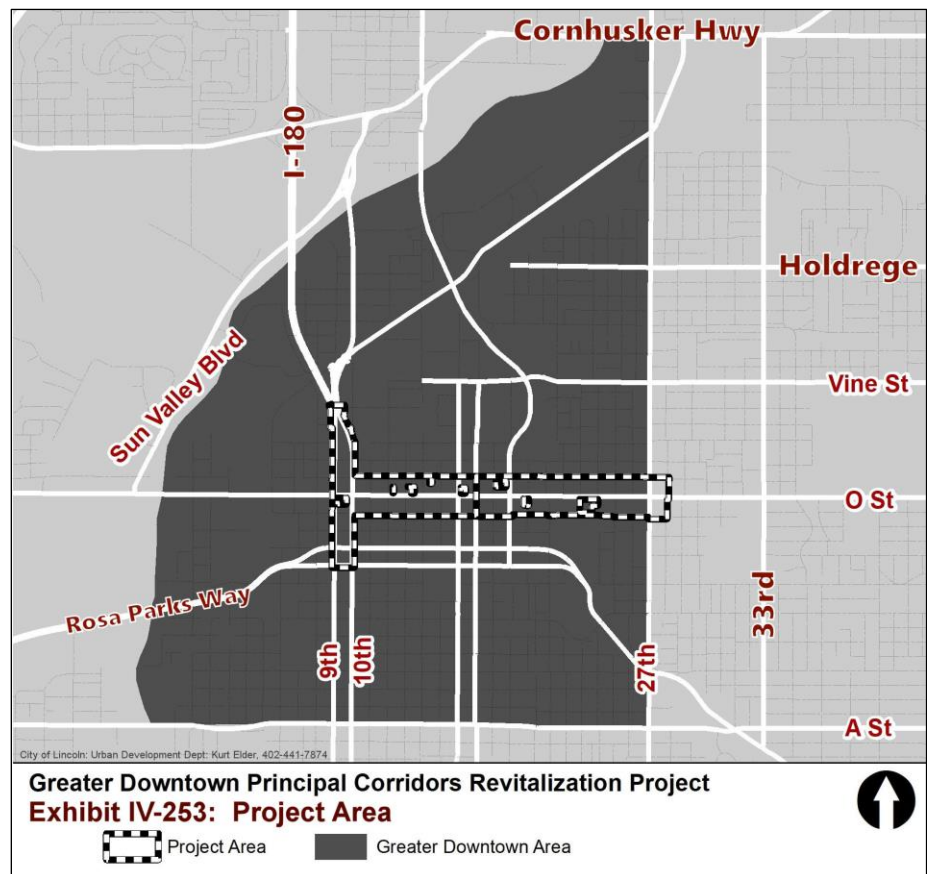 Cornhusker Hwy
I-180
Holdrege
Sun Valley Blvd
Vine St
O St
Rosa Parks Way
33rd
9th
10th
27th
A St
City of Lincoln: Urban Development Dept: Kurt Elder, 402-441-7874
Greater Downtown Principal Corridors Revitalization Project
Exhibit IV-253: Project Area
Project Area
Greater Downtown Area